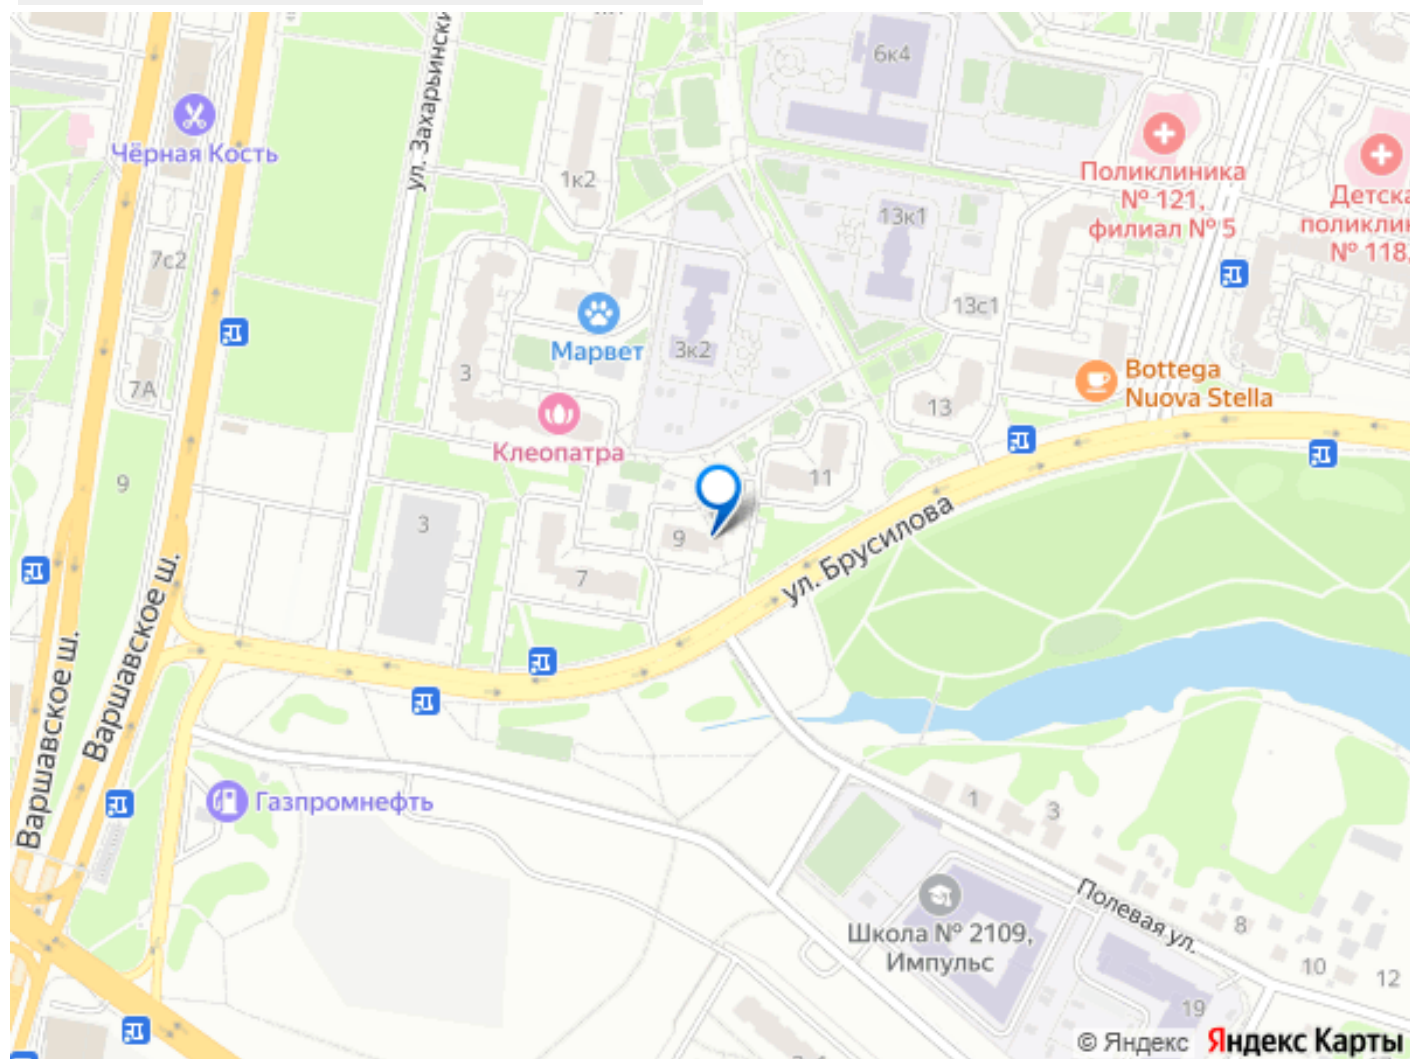 6к4
ул. Захарьински
Чёрная Кость
Поликлиника
№ 121,
филиал № 5
Детска
поликлин
№ 118,
1к2
13к1
7с2
13с1
Марвет
3к2
3
7А
Bottega
Nuova Stella
13
Клеопатра
11
9
3
9
7
ул. Брусилова
Варшавское ш.
Варшавское ш.
Газпромнефть
1
3
Школа № 2109,
Импульс
Полевая ул.
8
10
12
19
© Яндекс Яндекс Карты